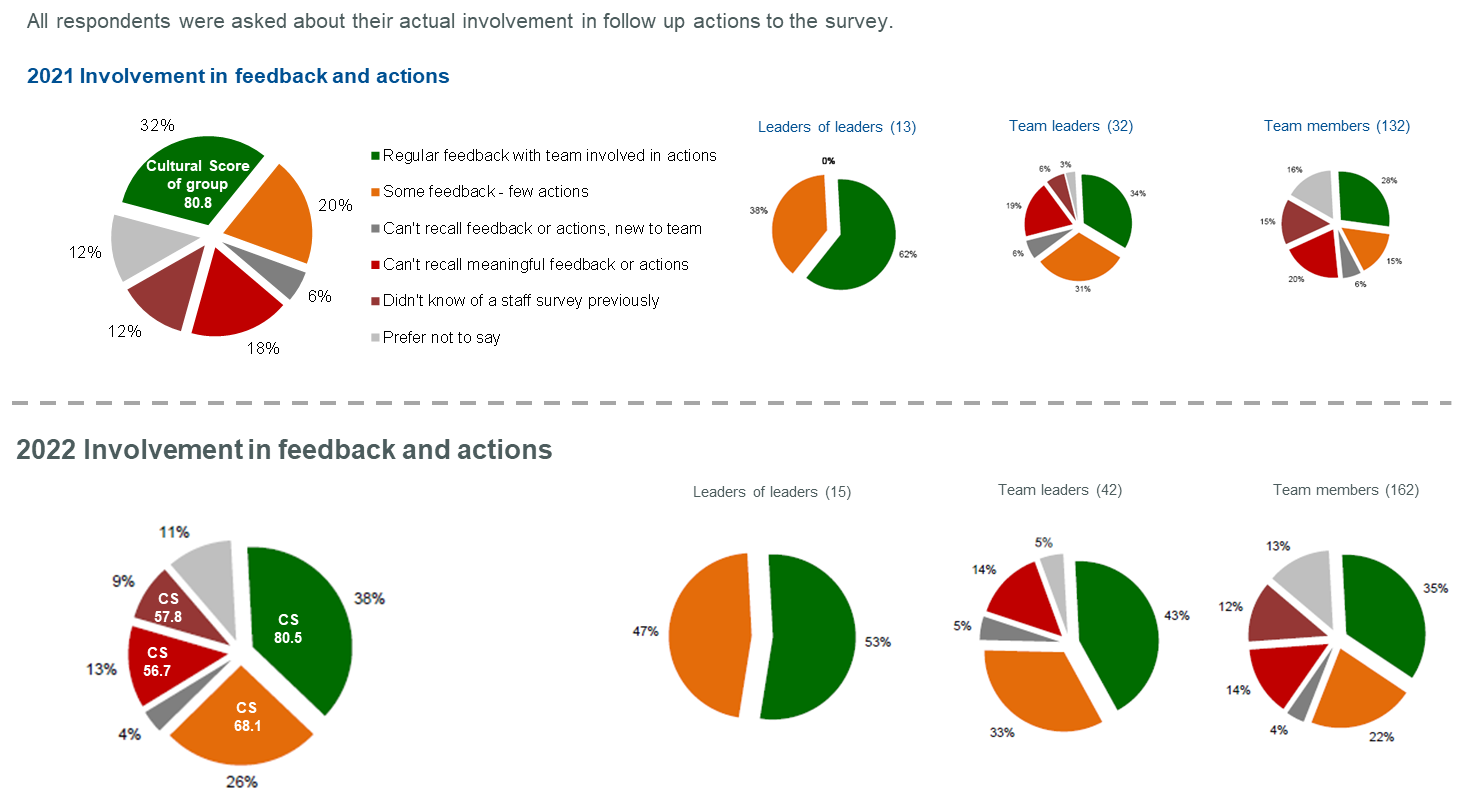 All respondents were asked about their actual involvement in follow up actions to the survey.
2021 Involvement in feedback and actions
32%
Cultural Score
of group
80.8
20%
6%
18%
12%
12%
Regular feedback with team involved in actions
Some feedback - few actions
Can't recall feedback or actions, new to team
Can't recall meaningful feedback or actions
Didn't know of a staff survey previously
Prefer not to say
Leaders of leaders (13)
0%
38%
62%
Team leaders (32)
6%
3%
34%
19%
6%
31%
Team members (132)
16%
28%
15%
15%
20%
6%
2022 Involvement in feedback and actions
11%
9%
CS
57.8
38%
CS
80.5
13%
CS
56.7
CS
68.1
4%
26%
Leaders of leaders (15)
47%
53%
Team leaders (42)
5%
14%
43%
5%
33%
Team members (162)
13%
35%
12%
14%
4%
22%